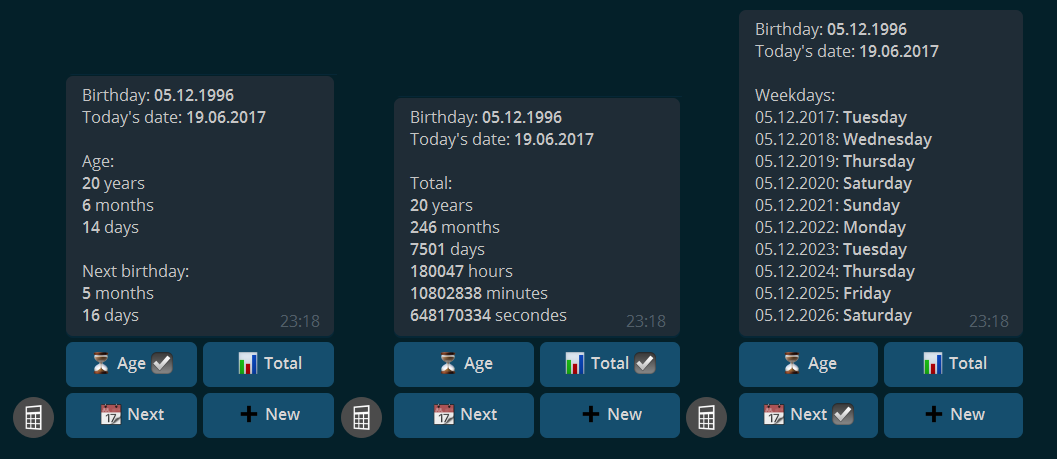 Birthday: 05.12.1996
Today's date: 19.06.2017
Age:
20 years
6 months
14 days
Next birthday:
5 months
16 days
23:18
Age
Total
Next
New
Birthday: 05.12.1996
Today's date: 19.06.2017
Total:
20 years
246 months
7501 days
180047 hours
10802838 minutes
648170334 secondes
23:18
Age
Total
Next
New
Birthday: 05.12.1996
Today's date: 19.06.2017
Weekdays:
05.12.2017: Tuesday
05.12.2018: Wednesday
05.12.2019: Thursday
05.12.2020: Saturday
05.12.2021: Sunday
05.12.2022: Monday
05.12.2023: Tuesday
05.12.2024: Thursday
05.12.2025: Friday
05.12.2026: Saturday
23:18
Age
Total
Next
New